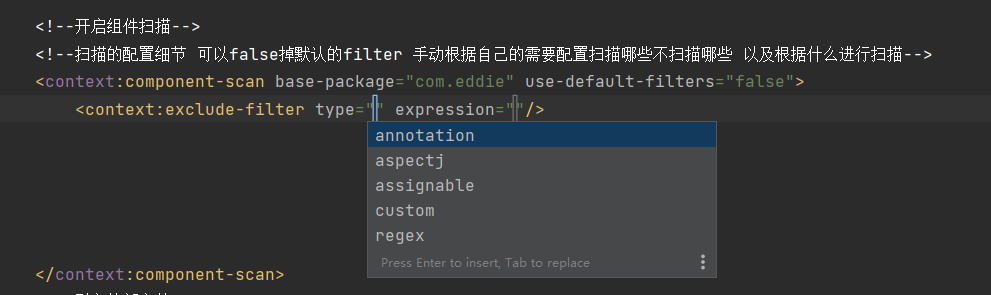 <!--开启组件扫描-->
<!--扫描的配置细节 可以false掉默认的filter 手动根据自己的需要配置扫描哪些不扫描哪些 以及根据什么进行扫描-->
<context:component-scan base-package="com.eddie" use-default-filters="false">
<context:exclude-filter type="" expression=""/>
annotation
aspectj
assignable
custom
regex
Press Enter to insert, Tab to replace
</context:component-scan>